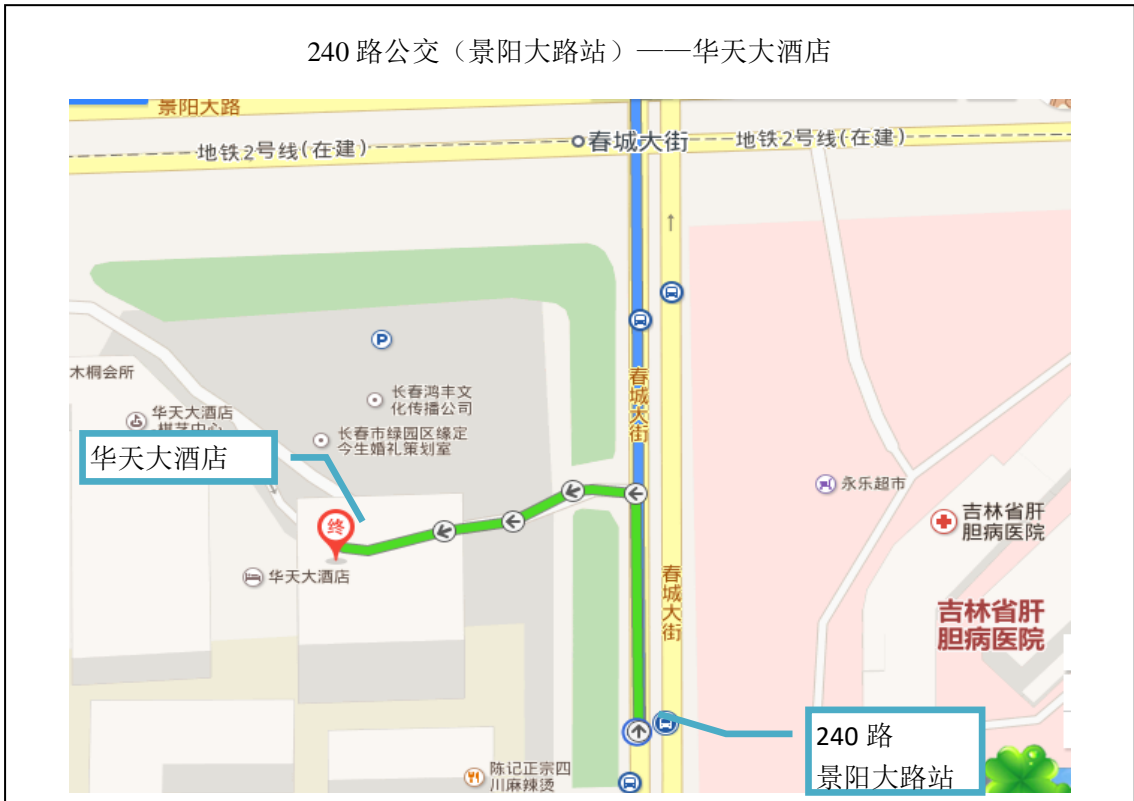 240 路公交（景阳大路站）——华天大酒店
景阳大路
地铁2号线(在建)
春城大街
地铁2号线(在建)
P
木桐会所
长春鸿丰文
化传播公司
华天大酒店
长春市绿园区缘定
今生婚礼策划室
春城大街
华天大酒店
永乐超市
吉林省肝
胆病医院
终
华天大酒店
春城大街
吉林省肝
胆病医院
240 路
景阳大路站
陈记正宗四
川麻辣烫